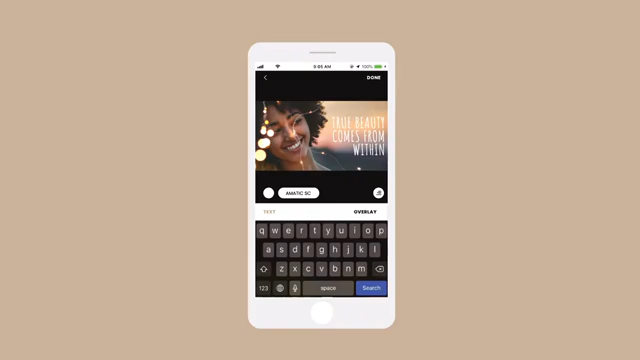 9:05 AM
100%
DONE
TRUE BEAUTY
COMES FROM
WITHIN
AMATIC SC
TEXT
OVERLAY
q w e r t y u i o p
a s d f g h j k l
z x c v b n m
123
space
Search